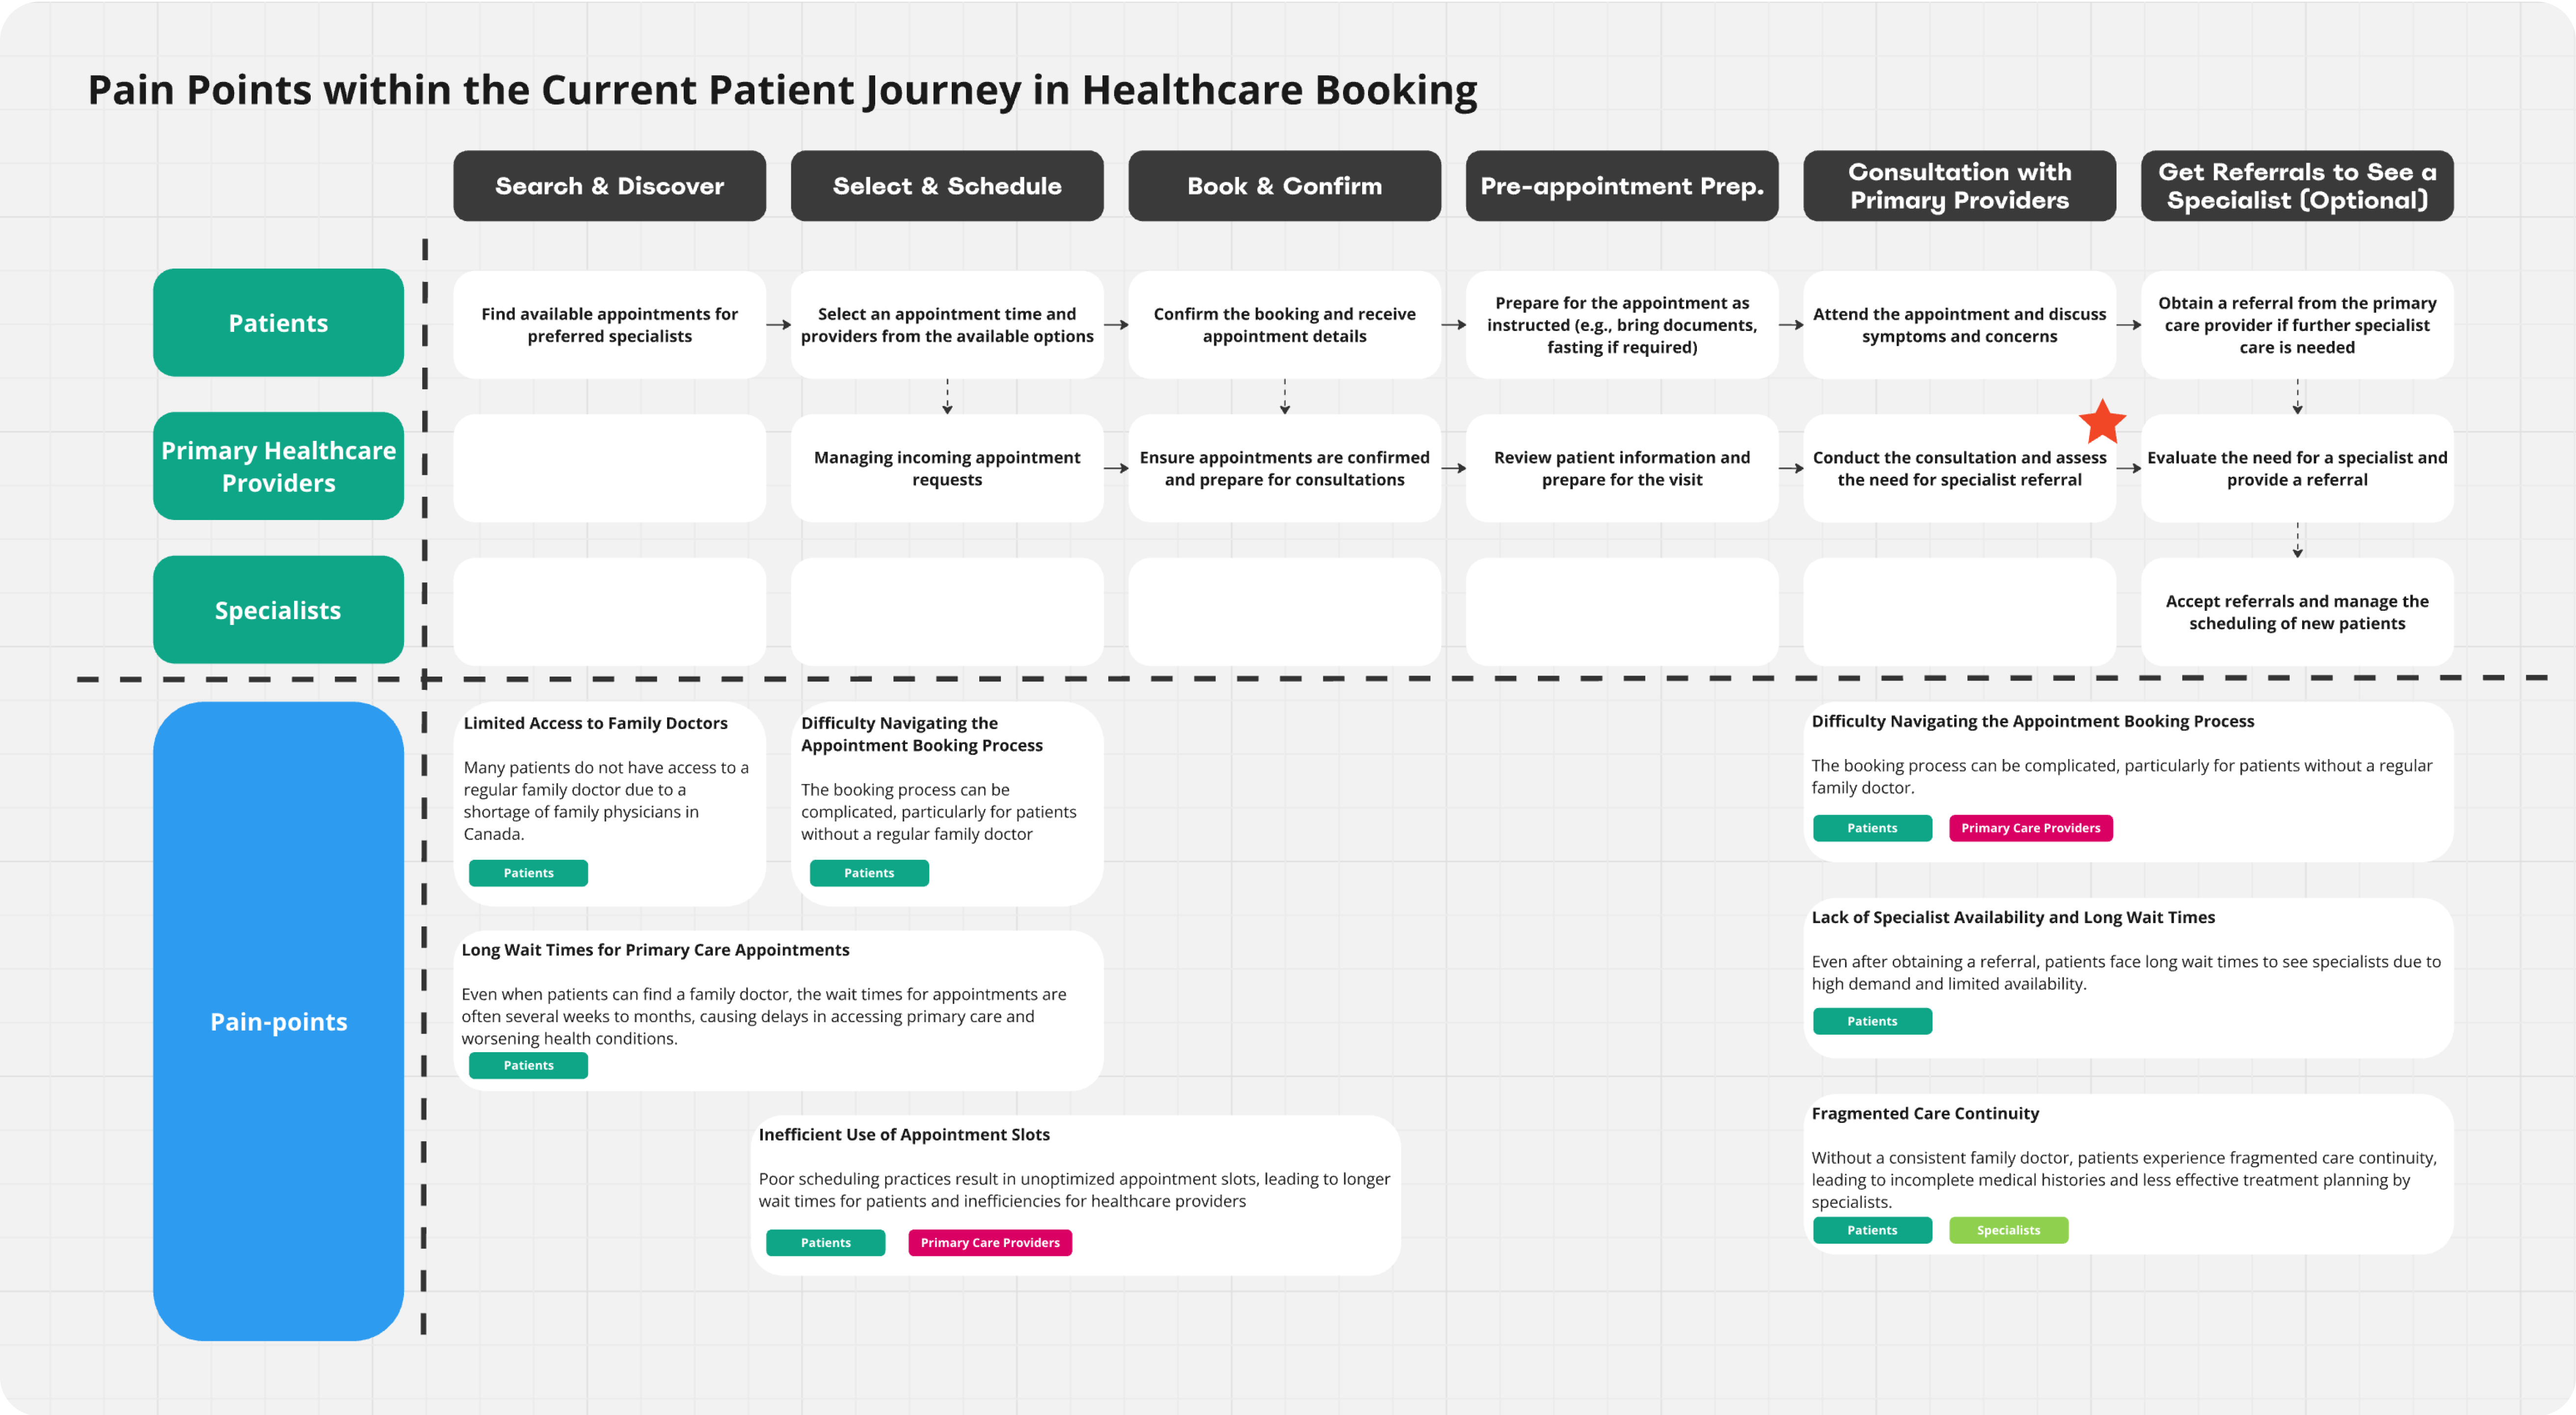 Pain Points within the Current Patient Journey in Healthcare Booking
Search & Discover
Select & Schedule
Book & Confirm
Pre-appointment Prep.
Consultation with
Primary Providers
Get Referrals to See a
Specialist (Optional)
Patients
Find available appointments for
preferred specialists
Select an appointment time and
providers from the available options
Confirm the booking and receive
appointment details
Prepare for the appointment as
instructed (e.g., bring documents,
fasting if required)
Attend the appointment and discuss
symptoms and concerns
Obtain a referral from the primary
care provider if further specialist
care is needed
Primary Healthcare
Providers
Managing incoming appointment
requests
Ensure appointments are confirmed
and prepare for consultations
Review patient information and
prepare for the visit
Conduct the consultation and assess
the need for specialist referral
Evaluate the need for a specialist and
provide a referral
Specialists
Accept referrals and manage the
scheduling of new patients
Pain-points
Limited Access to Family Doctors
Many patients do not have access to a
regular family doctor due to a
shortage of family physicians in
Canada.
Patients
Difficulty Navigating the
Appointment Booking Process
The booking process can be
complicated, particularly for patients
without a regular family doctor
Patients
Long Wait Times for Primary Care Appointments
Even when patients can find a family doctor, the wait times for appointments are
often several weeks to months, causing delays in accessing primary care and
worsening health conditions.
Patients
Inefficient Use of Appointment Slots
Poor scheduling practices result in unoptimized appointment slots, leading to longer
wait times for patients and inefficiencies for healthcare providers
Patients
Primary Care Providers
Difficulty Navigating the Appointment Booking Process
The booking process can be complicated, particularly for patients without a regular
family doctor.
Patients
Primary Care Providers
Lack of Specialist Availability and Long Wait Times
Even after obtaining a referral, patients face long wait times to see specialists due to
high demand and limited availability.
Patients
Fragmented Care Continuity
Without a consistent family doctor, patients experience fragmented care continuity,
leading to incomplete medical histories and less effective treatment planning by
specialists.
Patients
Specialists